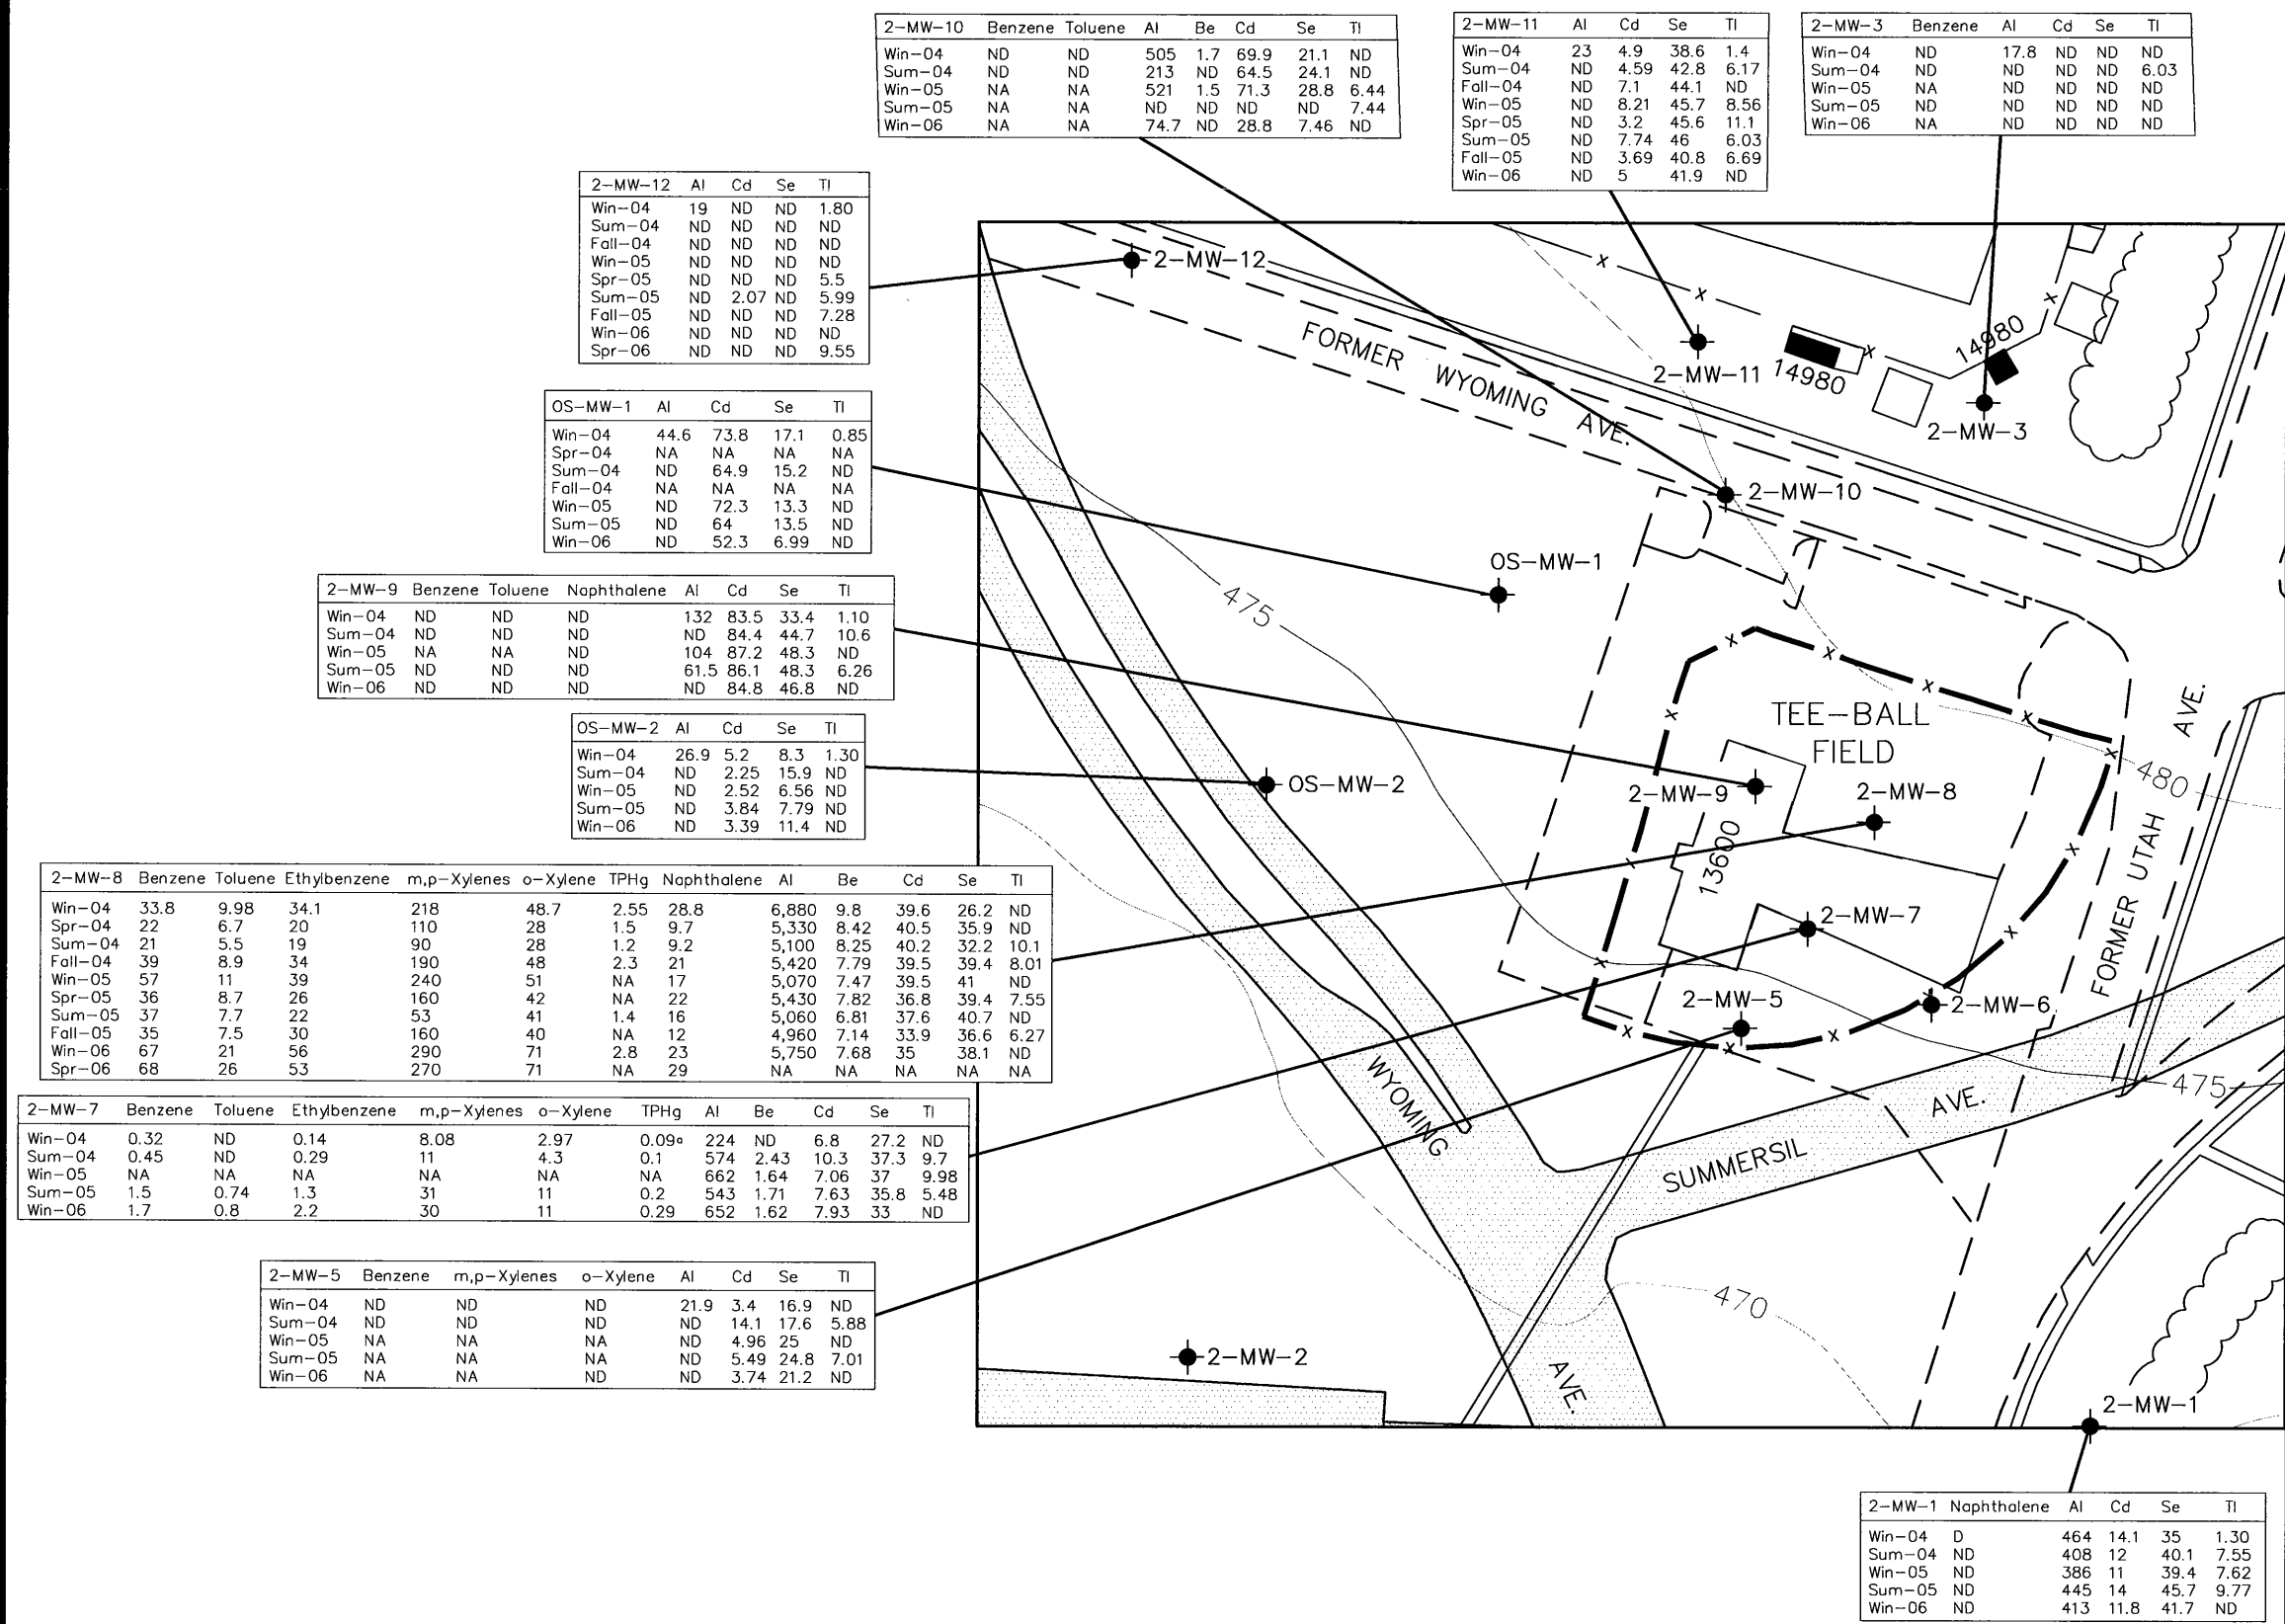 2-MW-10 Benzene Toluene Al Be Cd Se Tl
Win-04 ND ND 505 1.7 69.9 21.1 ND
Sum-04 ND ND 213 ND 64.5 24.1 ND
Win-05 NA NA 521 1.5 71.3 28.8 6.44
Sum-05 NA NA ND ND ND ND 7.44
Win-06 NA NA 74.7 ND 28.8 7.46 ND
2-MW-11 Al Cd Se Tl
Win-04 23 4.9 38.6 1.4
Sum-04 ND 4.59 42.8 6.17
Fall-04 ND 7.1 44.1 ND
Win-05 ND 8.21 45.7 8.56
Spr-05 ND 3.2 45.6 11.1
Sum-05 ND 7.74 46 6.03
Fall-05 ND 3.69 40.8 6.69
Win-06 ND 5 41.9 ND
2-MW-3 Benzene Al Cd Se Tl
Win-04 ND 17.8 ND ND ND
Sum-04 ND ND ND ND 6.03
Win-05 NA ND ND ND ND
Sum-05 ND ND ND ND ND
Win-06 NA ND ND ND ND
2-MW-12 Al Cd Se Tl
Win-04 19 ND ND 1.80
Sum-04 ND ND ND ND
Fall-04 ND ND ND ND
Win-05 ND ND ND ND
Spr-05 ND ND ND 5.5
Sum-05 ND 2.07 ND 5.99
Fall-05 ND ND ND 7.28
Win-06 ND ND ND ND
Spr-06 ND ND ND 9.55
OS-MW-1 Al Cd Se Tl
Win-04 44.6 73.8 17.1 0.85
Spr-04 NA NA NA NA
Sum-04 ND 64.9 15.2 ND
Fall-04 NA NA NA NA
Win-05 ND 72.3 13.3 ND
Sum-05 ND 64 13.5 ND
Win-06 ND 52.3 6.99 ND
2-MW-9 Benzene Toluene Naphthalene Al Cd Se Tl
Win-04 ND ND ND 132 83.5 33.4 1.10
Sum-04 ND ND ND ND 84.4 44.7 10.6
Win-05 NA NA ND 104 87.2 48.3 ND
Sum-05 ND ND ND 61.5 86.1 48.3 6.26
Win-06 ND ND ND ND 84.8 46.8 ND
OS-MW-2 Al Cd Se Tl
Win-04 26.9 5.2 8.3 1.30
Sum-04 ND 2.25 15.9 ND
Win-05 ND 2.52 6.56 ND
Sum-05 ND 3.84 7.79 ND
Win-06 ND 3.39 11.4 ND
2-MW-8 Benzene Toluene Ethylbenzene m,p-Xylenes o-Xylene TPHg Naphthalene Al Be Cd Se Tl
Win-04 33.8 9.98 34.1 218 48.7 2.55 28.8 6,880 9.8 39.6 26.2 ND
Spr-04 22 6.7 20 110 28 1.5 9.7 5,330 8.42 40.5 35.9 ND
Sum-04 21 5.5 19 90 28 1.2 9.2 5,100 8.25 40.2 32.2 10.1
Fall-04 39 8.9 34 190 48 2.3 21 5,420 7.79 39.5 39.4 8.01
Win-05 57 11 39 240 51 NA 17 5,070 7.47 39.5 41 ND
Spr-05 36 8.7 26 160 42 NA 22 5,430 7.82 36.8 39.4 7.55
Sum-05 37 7.7 22 53 41 1.4 16 5,060 6.81 37.6 40.7 ND
Fall-05 35 7.5 30 160 40 NA 12 4,960 7.14 33.9 36.6 6.27
Win-06 67 21 56 290 71 2.8 23 5,750 7.68 35 38.1 ND
Spr-06 68 26 53 270 71 NA 29 NA NA NA NA NA
2-MW-7 Benzene Toluene Ethylbenzene m,p-Xylenes o-Xylene TPHg Al Be Cd Se Tl
Win-04 0.32 ND 0.14 8.08 2.97 0.09a 224 ND 6.8 27.2 ND
Sum-04 0.45 ND 0.29 11 4.3 0.1 574 2.43 10.3 37.3 9.7
Win-05 NA NA NA NA NA NA 662 1.64 7.06 37 9.98
Sum-05 1.5 0.74 1.3 31 11 0.2 543 1.71 7.63 35.8 5.48
Win-06 1.7 0.8 2.2 30 11 0.29 652 1.62 7.93 33 ND
2-MW-5 Benzene m,p-Xylenes o-Xylene Al Cd Se Tl
Win-04 ND ND ND 21.9 3.4 16.9 ND
Sum-04 ND ND ND ND 14.1 17.6 5.88
Win-05 NA NA NA ND 4.96 25 ND
Sum-05 NA NA NA ND 5.49 24.8 7.01
Win-06 NA NA ND ND 3.74 21.2 ND
2-MW-12
FORMER WYOMING AVE.
2-MW-11
14980
14980
2-MW-3
2-MW-10
OS-MW-1
475
TEE-BALL
FIELD
2-MW-9
2-MW-8
OS-MW-2
480
13600
FORMER UTAH AVE.
2-MW-7
2-MW-5
2-MW-6
475
WYOMING AVE.
SUMMERSIL AVE.
470
2-MW-2
2-MW-1
2-MW-1 Naphthalene Al Cd Se Tl
Win-04 D 464 14.1 35 1.30
Sum-04 ND 408 12 40.1 7.55
Win-05 ND 386 11 39.4 7.62
Sum-05 ND 445 14 45.7 9.77
Win-06 ND 413 11.8 41.7 ND